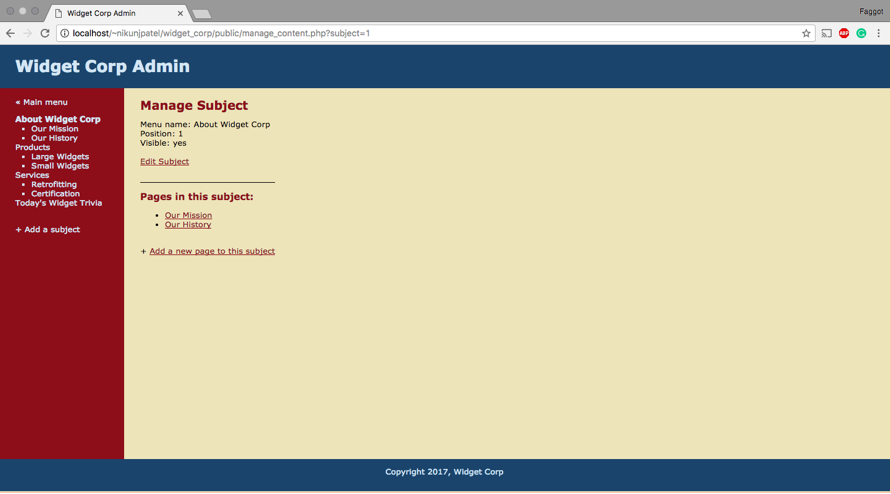 Widget Corp Admin
Faggot
localhost/~nikunjpatel/widget_corp/public/manage_content.php?subject=1
ABP
Widget Corp Admin
« Main menu
About Widget Corp
Our Mission
Our History
Products
Large Widgets
Small Widgets
Services
Retrofitting
Certification
Today's Widget Trivia
+ Add a subject
Manage Subject
Menu name: About Widget Corp
Position: 1
Visible: yes
Edit Subject
Pages in this subject:
Our Mission
Our History
+ Add a new page to this subject
Copyright 2017, Widget Corp